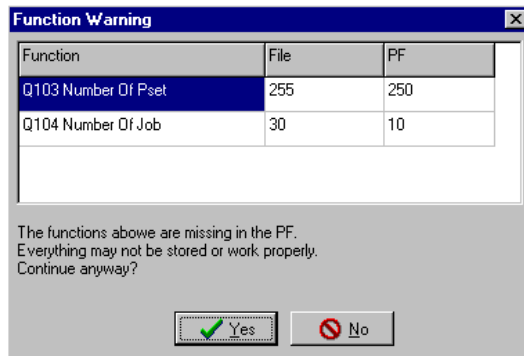 Function Warning
Function File PF
Q103 Number Of Pset 255 250
Q104 Number Of Job 30 10
The functions abowe are missing in the PF.
Everything may not be stored or work properly.
Continue anyway?
Yes No